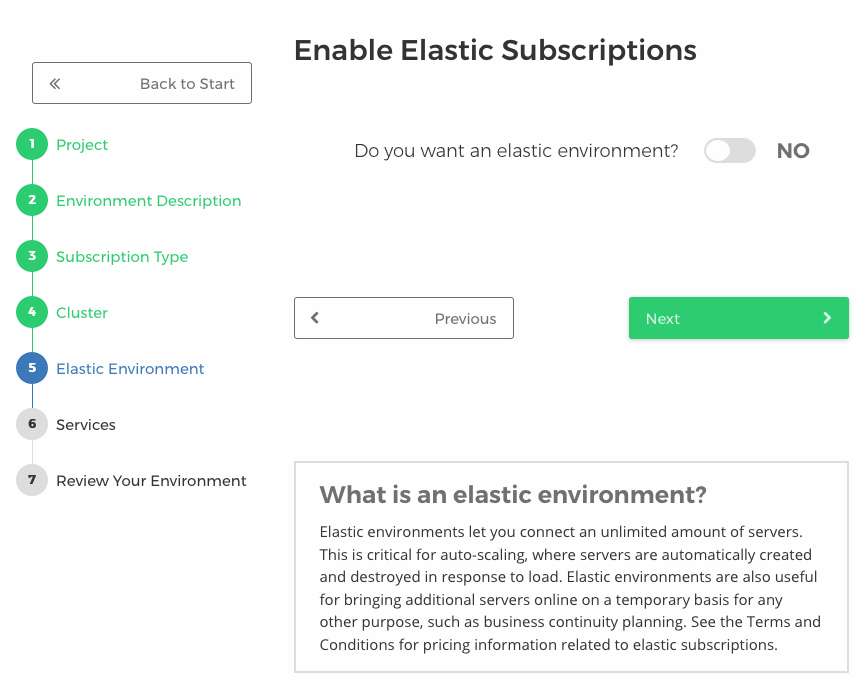 Enable Elastic Subscriptions
Back to Start
1 Project
2 Environment Description
3 Subscription Type
4 Cluster
5 Elastic Environment
6 Services
7 Review Your Environment
Do you want an elastic environment? NO
Previous
Next
What is an elastic environment?
Elastic environments let you connect an unlimited amount of servers.
This is critical for auto-scaling, where servers are automatically created
and destroyed in response to load. Elastic environments are also useful
for bringing additional servers online on a temporary basis for any
other purpose, such as business continuity planning. See the Terms and
Conditions for pricing information related to elastic subscriptions.